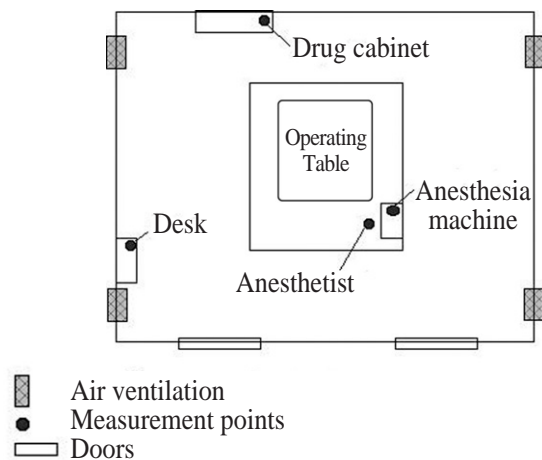 Drug cabinet
Operating
Table
Anesthesia
machine
Desk
Anesthetist
Air ventilation
Measurement points
Doors